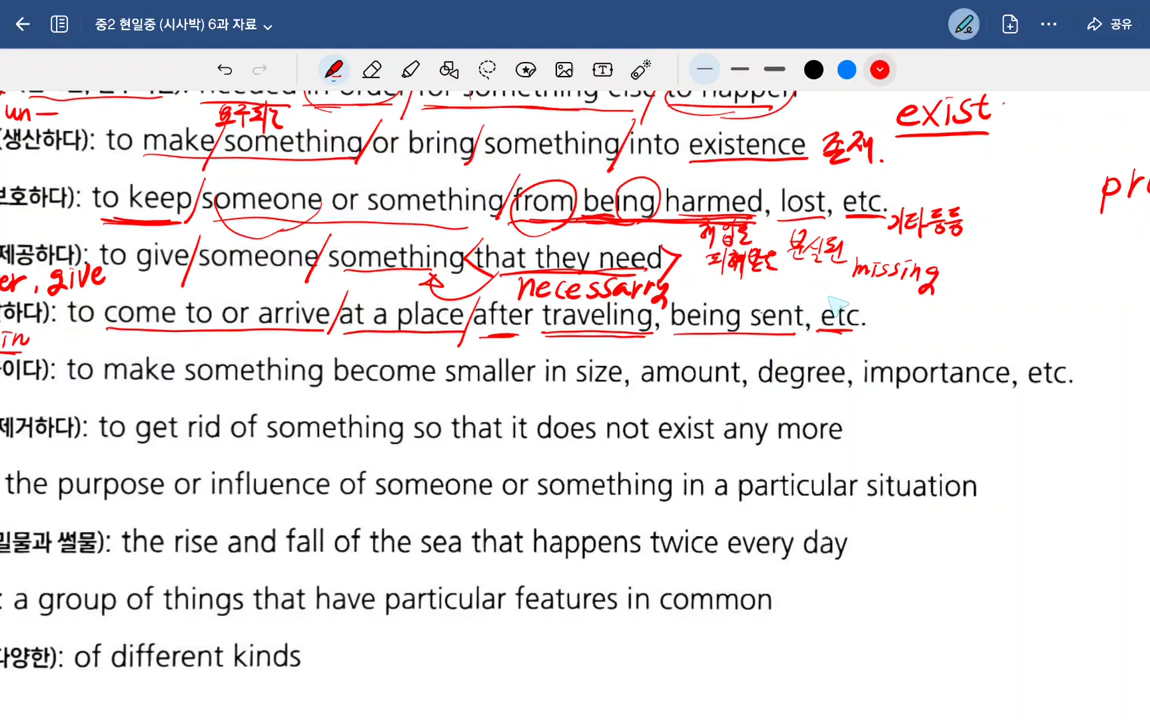 중2 현일중 (시사박) 6과 자료
공유
needed in order for something else to happen
un-
요구되는
exist
생산하다): to make something or bring something into existence 존재.
보호하다): to keep someone or something from being harmed, lost, etc.
기타등등
제공하다): to give someone something that they need
피해입은
분실된
missing
er, give
necessarry
하다): to come to or arrive at a place after traveling, being sent, etc.
in
이다): to make something become smaller in size, amount, degree, importance, etc.
제거하다): to get rid of something so that it does not exist any more
the purpose or influence of someone or something in a particular situation
밀물과 썰물): the rise and fall of the sea that happens twice every day
: a group of things that have particular features in common
다양한): of different kinds